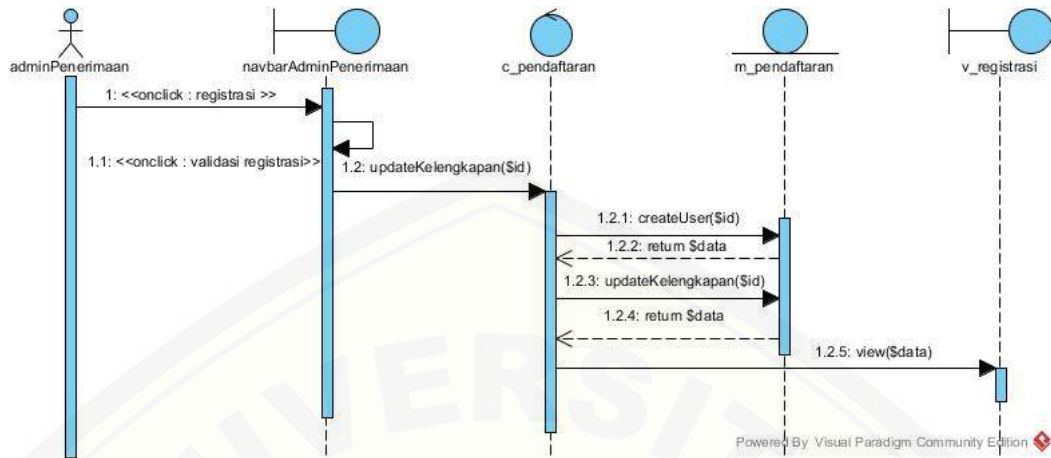 adminPenerimaan
navbarAdminPenerimaan
c_pendaftaran
m_pendaftaran
v_registrasi
1: <<onclick : registrasi >>
1.1: <<onclick : validasi registrasi>>
1.2: updateKelengkapan($id)
1.2.1: createUser($id)
1.2.2: return $data
1.2.3: updateKelengkapan($id)
1.2.4: return $data
1.2.5: view($data)
UNIVERSIT
Powered By Visual Paradigm Community Edition